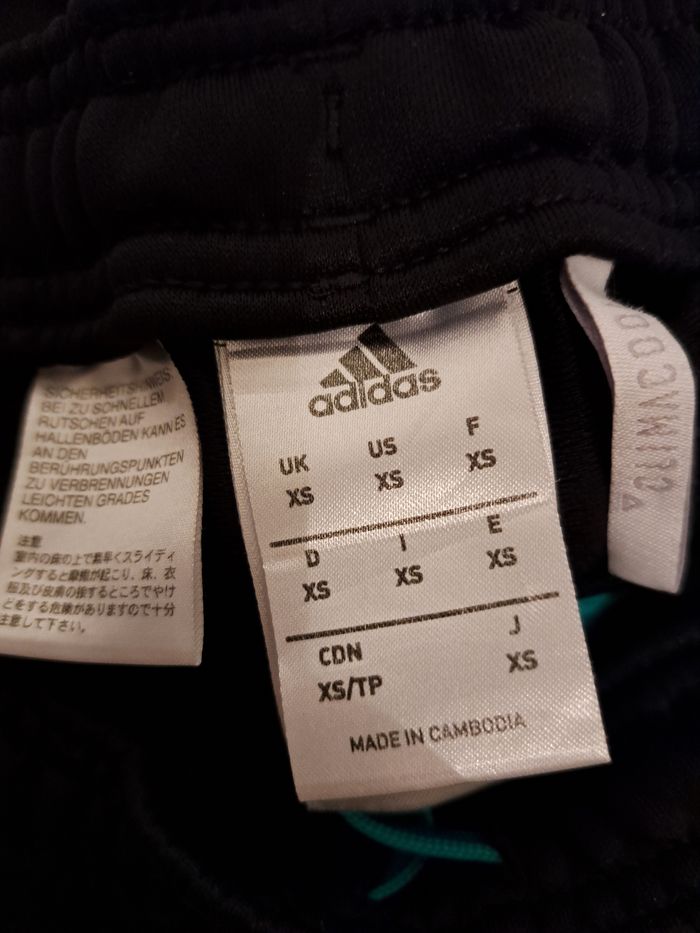 SICHERHEITSHINWEIS
BEI ZU SCHNELLEM
RUTSCHEN AUF
HALLENBÖDEN KANN ES
AN DEN
BERÜHRUNGSPUNKTEN
ZU VERBRENNUNGEN
LEICHTEN GRADES
KOMMEN.
注意
室内の床の上で素早くスライディ
ングすると摩擦が起こり、床、衣
服及び皮膚の接するところでやけ
どをする危険がありますので十分
注意して下さい。
adidas
UK US F
XS XS XS
D I E
XS XS XS
CDN J
XS/TP XS
MADE IN CAMBODIA
CLIMACOO